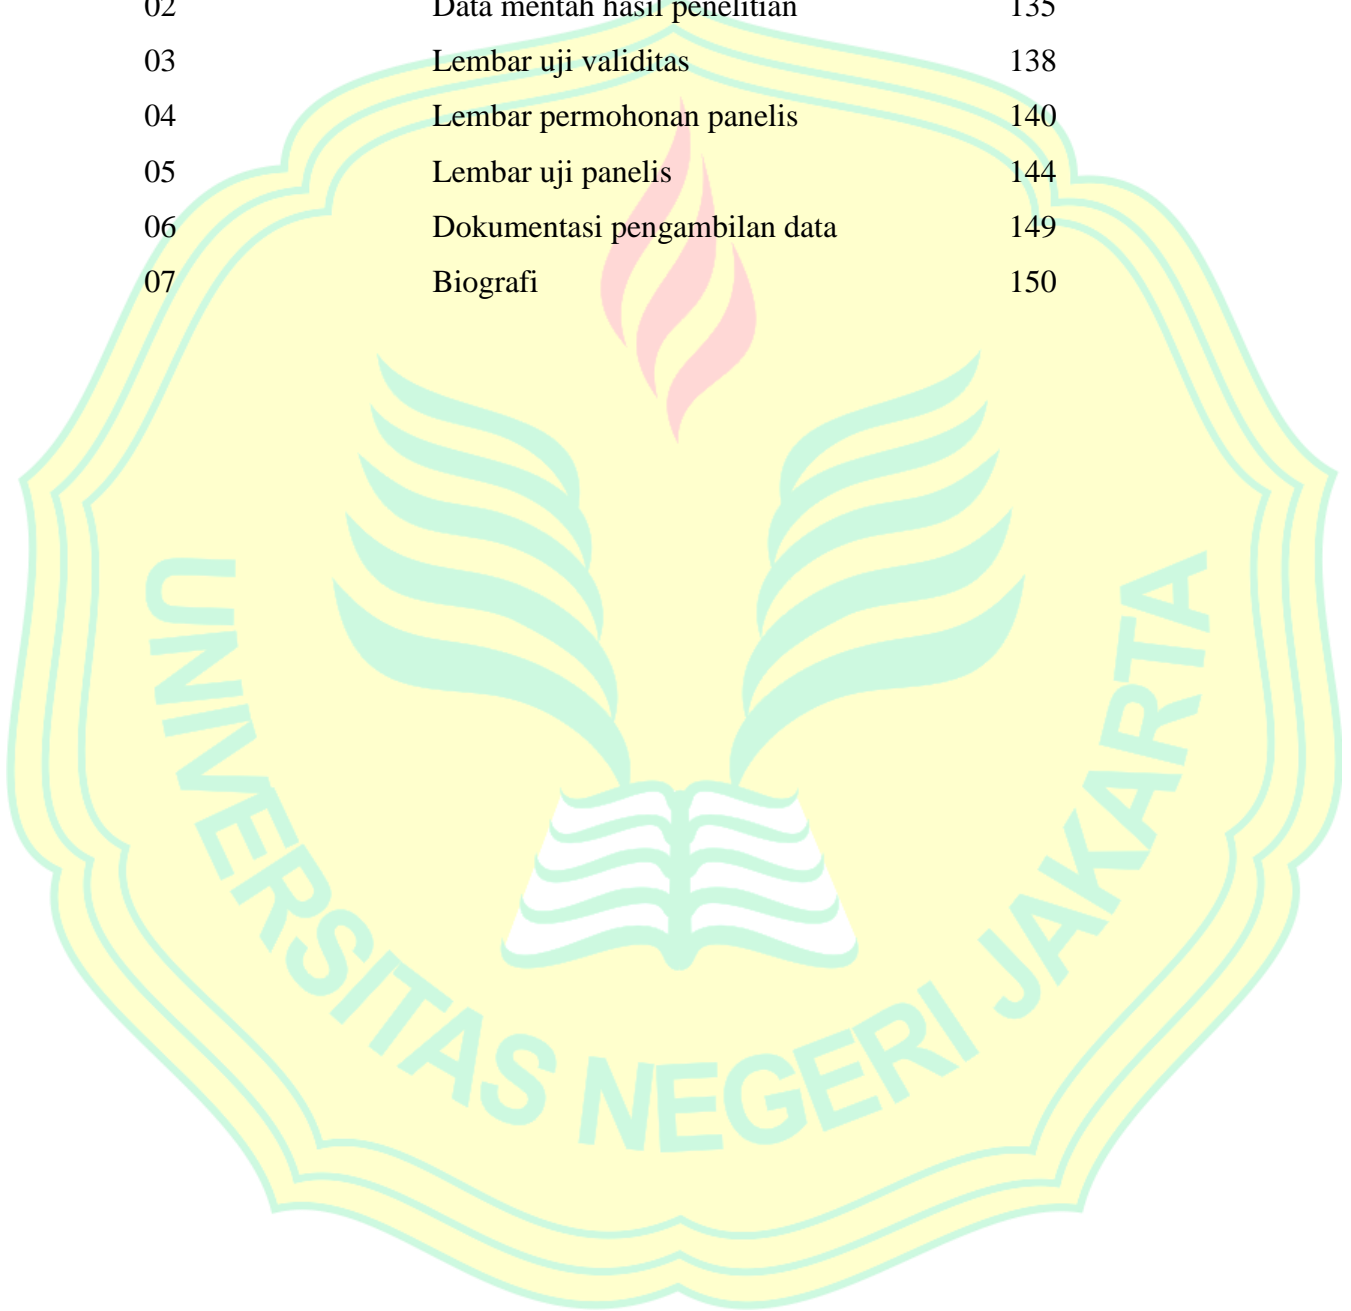 02 Data mentah hasil penelitian 135
03 Lembar uji validitas 138
04 Lembar permohonan panelis 140
05 Lembar uji panelis 144
06 Dokumentasi pengambilan data 149
07 Biografi 150
UNIVERSITAS NEGERI JAKARTA